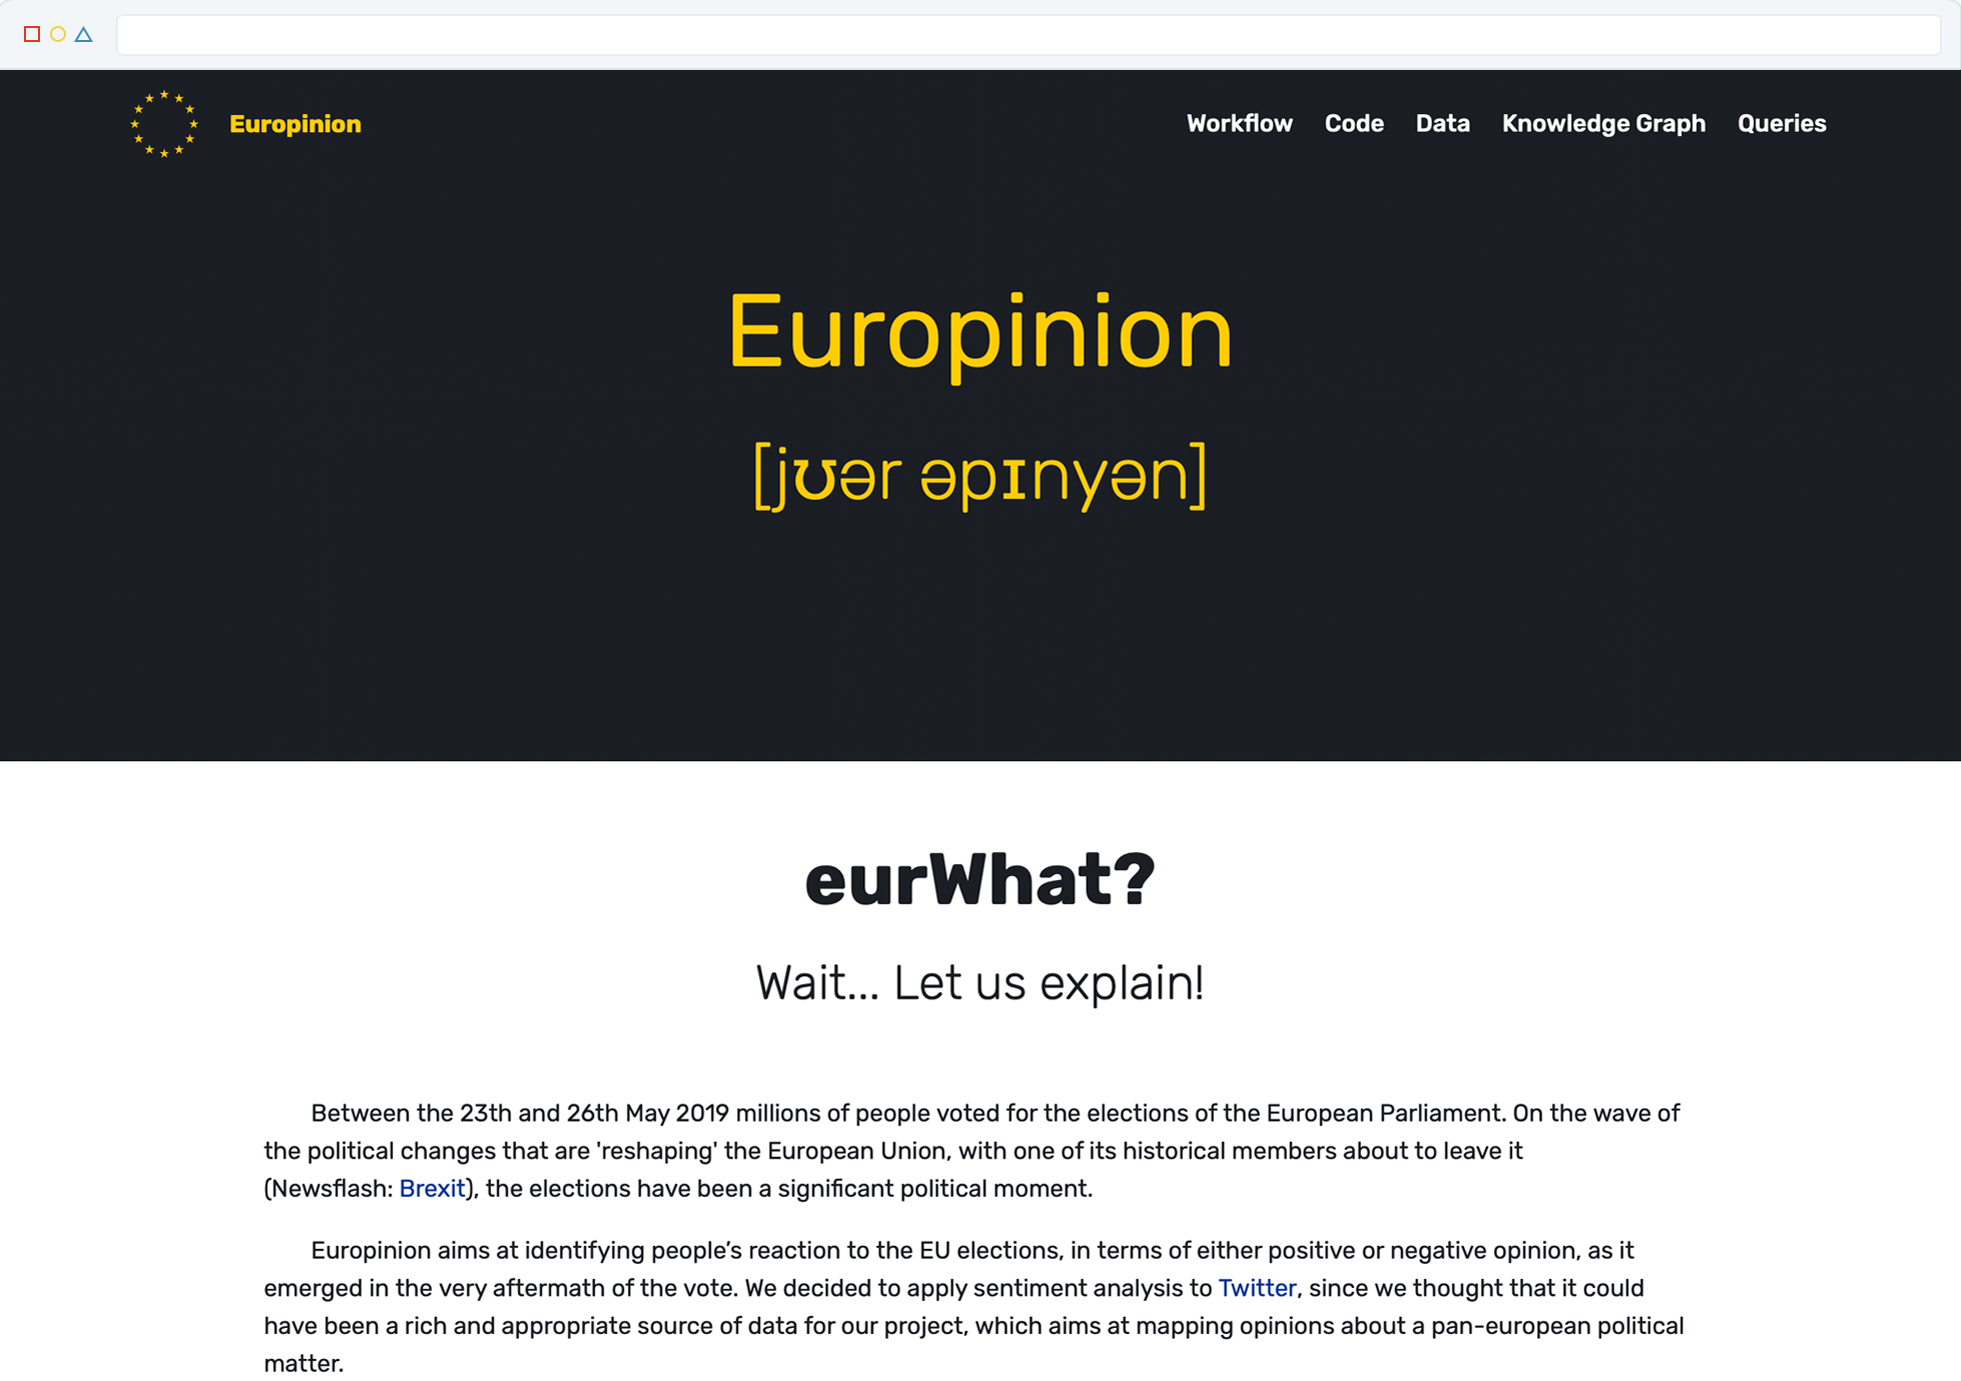 Europinion
Workflow Code Data Knowledge Graph Queries
Europinion
[jʊər əpɪnyən]
eurWhat?
Wait... Let us explain!
Between the 23th and 26th May 2019 millions of people voted for the elections of the European Parliament. On the wave of
the political changes that are 'reshaping' the European Union, with one of its historical members about to leave it
(Newsflash: Brexit), the elections have been a significant political moment.
Europinion aims at identifying people’s reaction to the EU elections, in terms of either positive or negative opinion, as it
emerged in the very aftermath of the vote. We decided to apply sentiment analysis to Twitter, since we thought that it could
have been a rich and appropriate source of data for our project, which aims at mapping opinions about a pan-european political
matter.